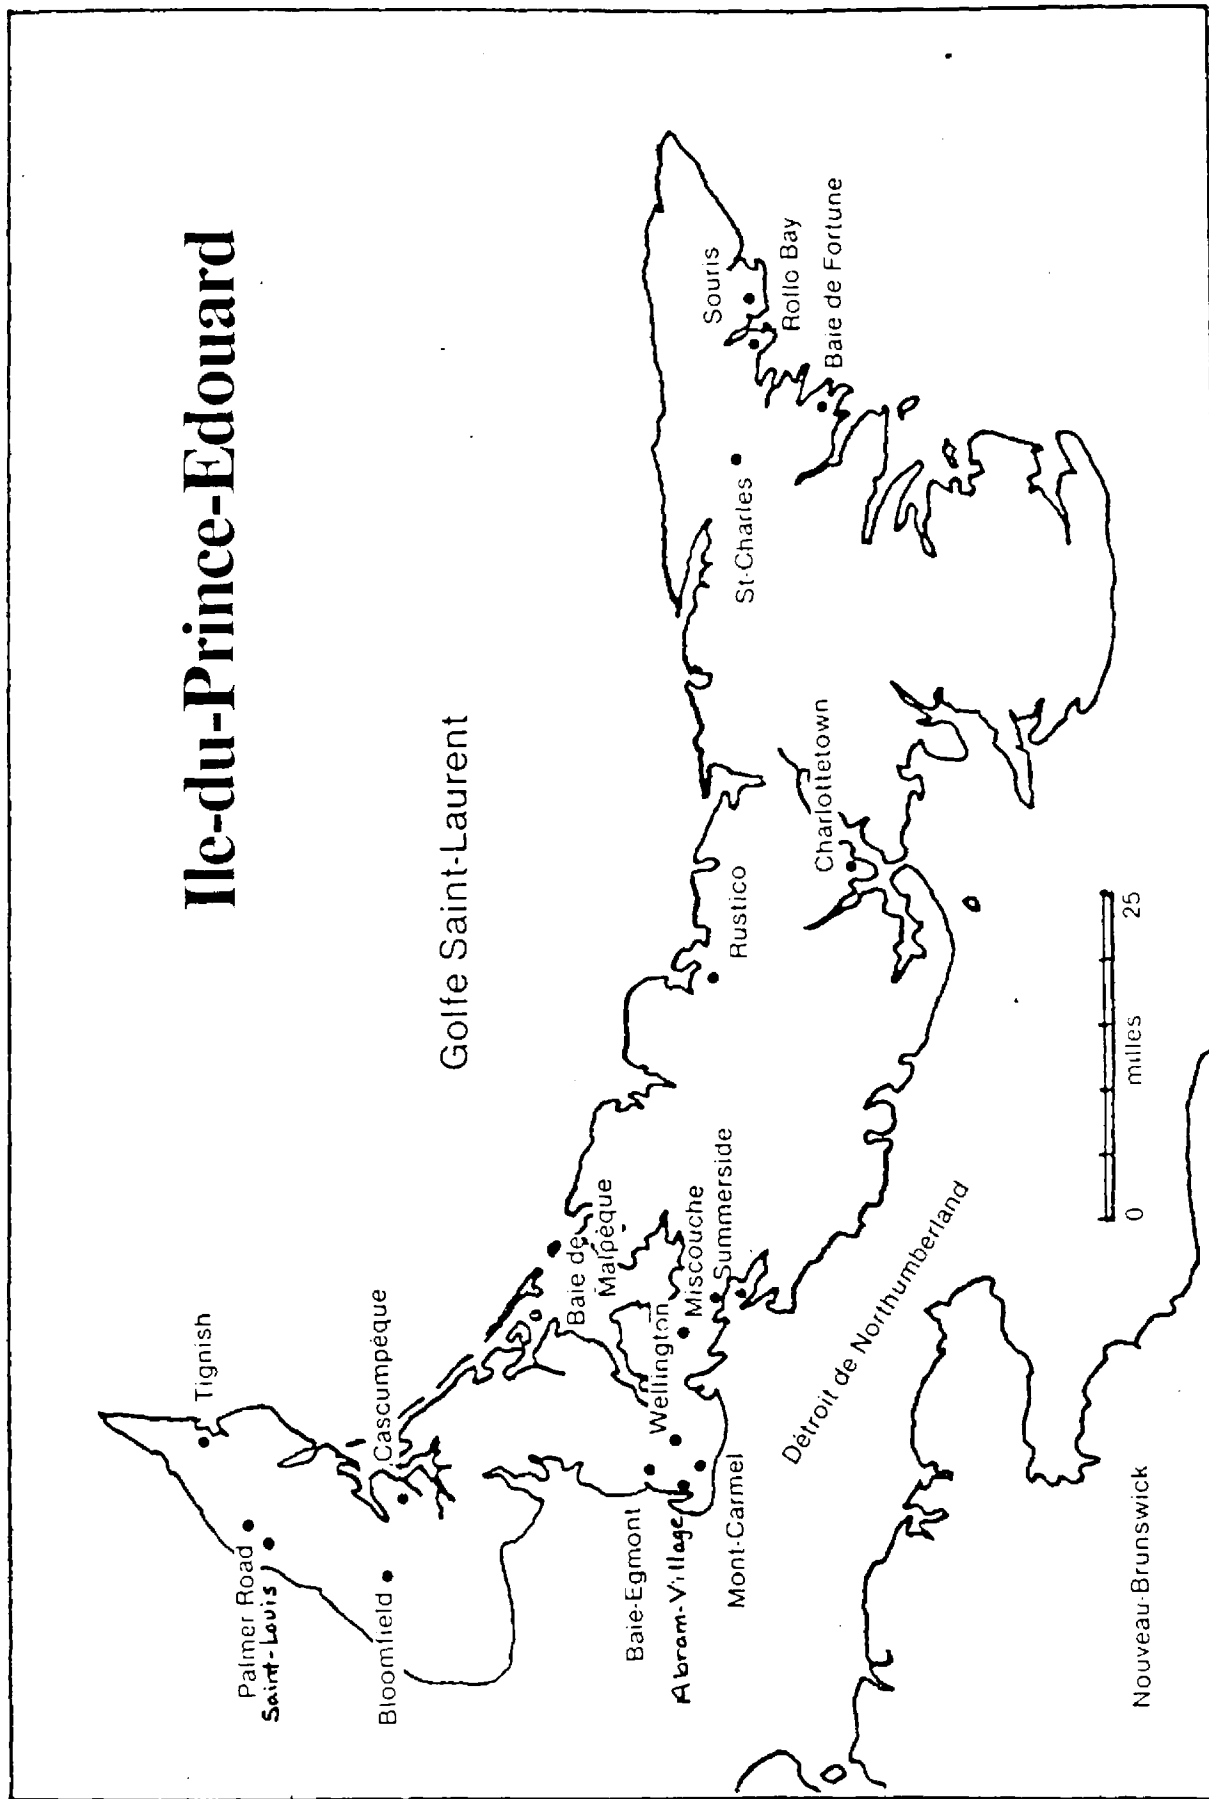 Ile-du-Prince-Edouard
Golfe Saint-Laurent
Tignish
Palmer Road
Saint-Louis
Cascumpèque
Bloomfield
Baie de
Malpèque
Wellington
Miscouche
Summerside
Baie-Egmont
Abram-Village
Mont-Carmel
Rustico
Charlottetown
St-Charles
Souris
Rollo Bay
Baie de Fortune
Détroit de Northumberland
Nouveau-Brunswick
0 milles 25